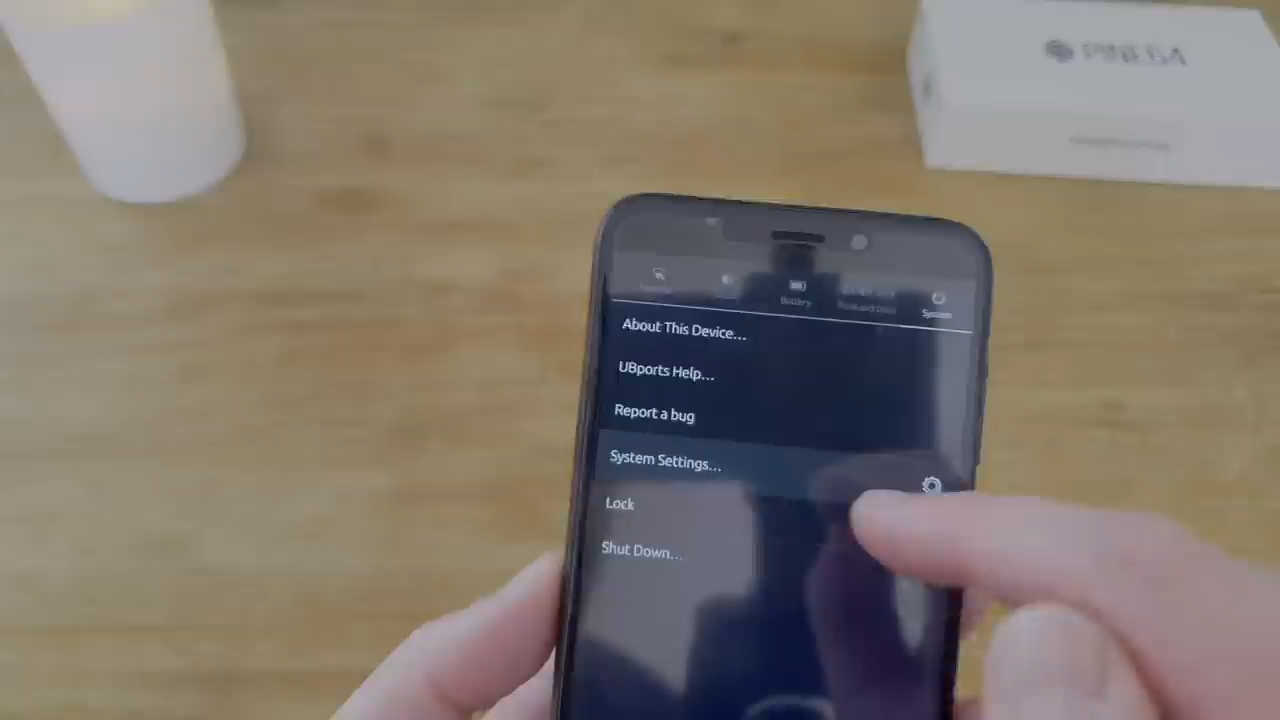 PINE64
Battery
System
About This Device...
UBports Help...
Report a bug
System Settings...
Lock
Shut Down...